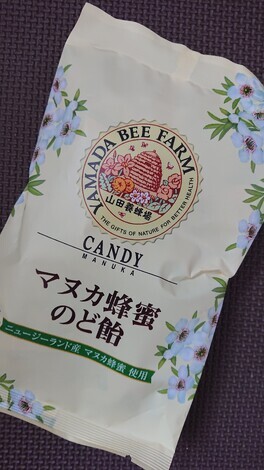 YAMADA BEE FARM
山田養蜂場
THE GIFTS OF NATURE FOR BETTER HEALTH
CANDY
MANUKA
マヌカ蜂蜜
のど飴
ニュージーランド産 マヌカ蜂蜜 使用